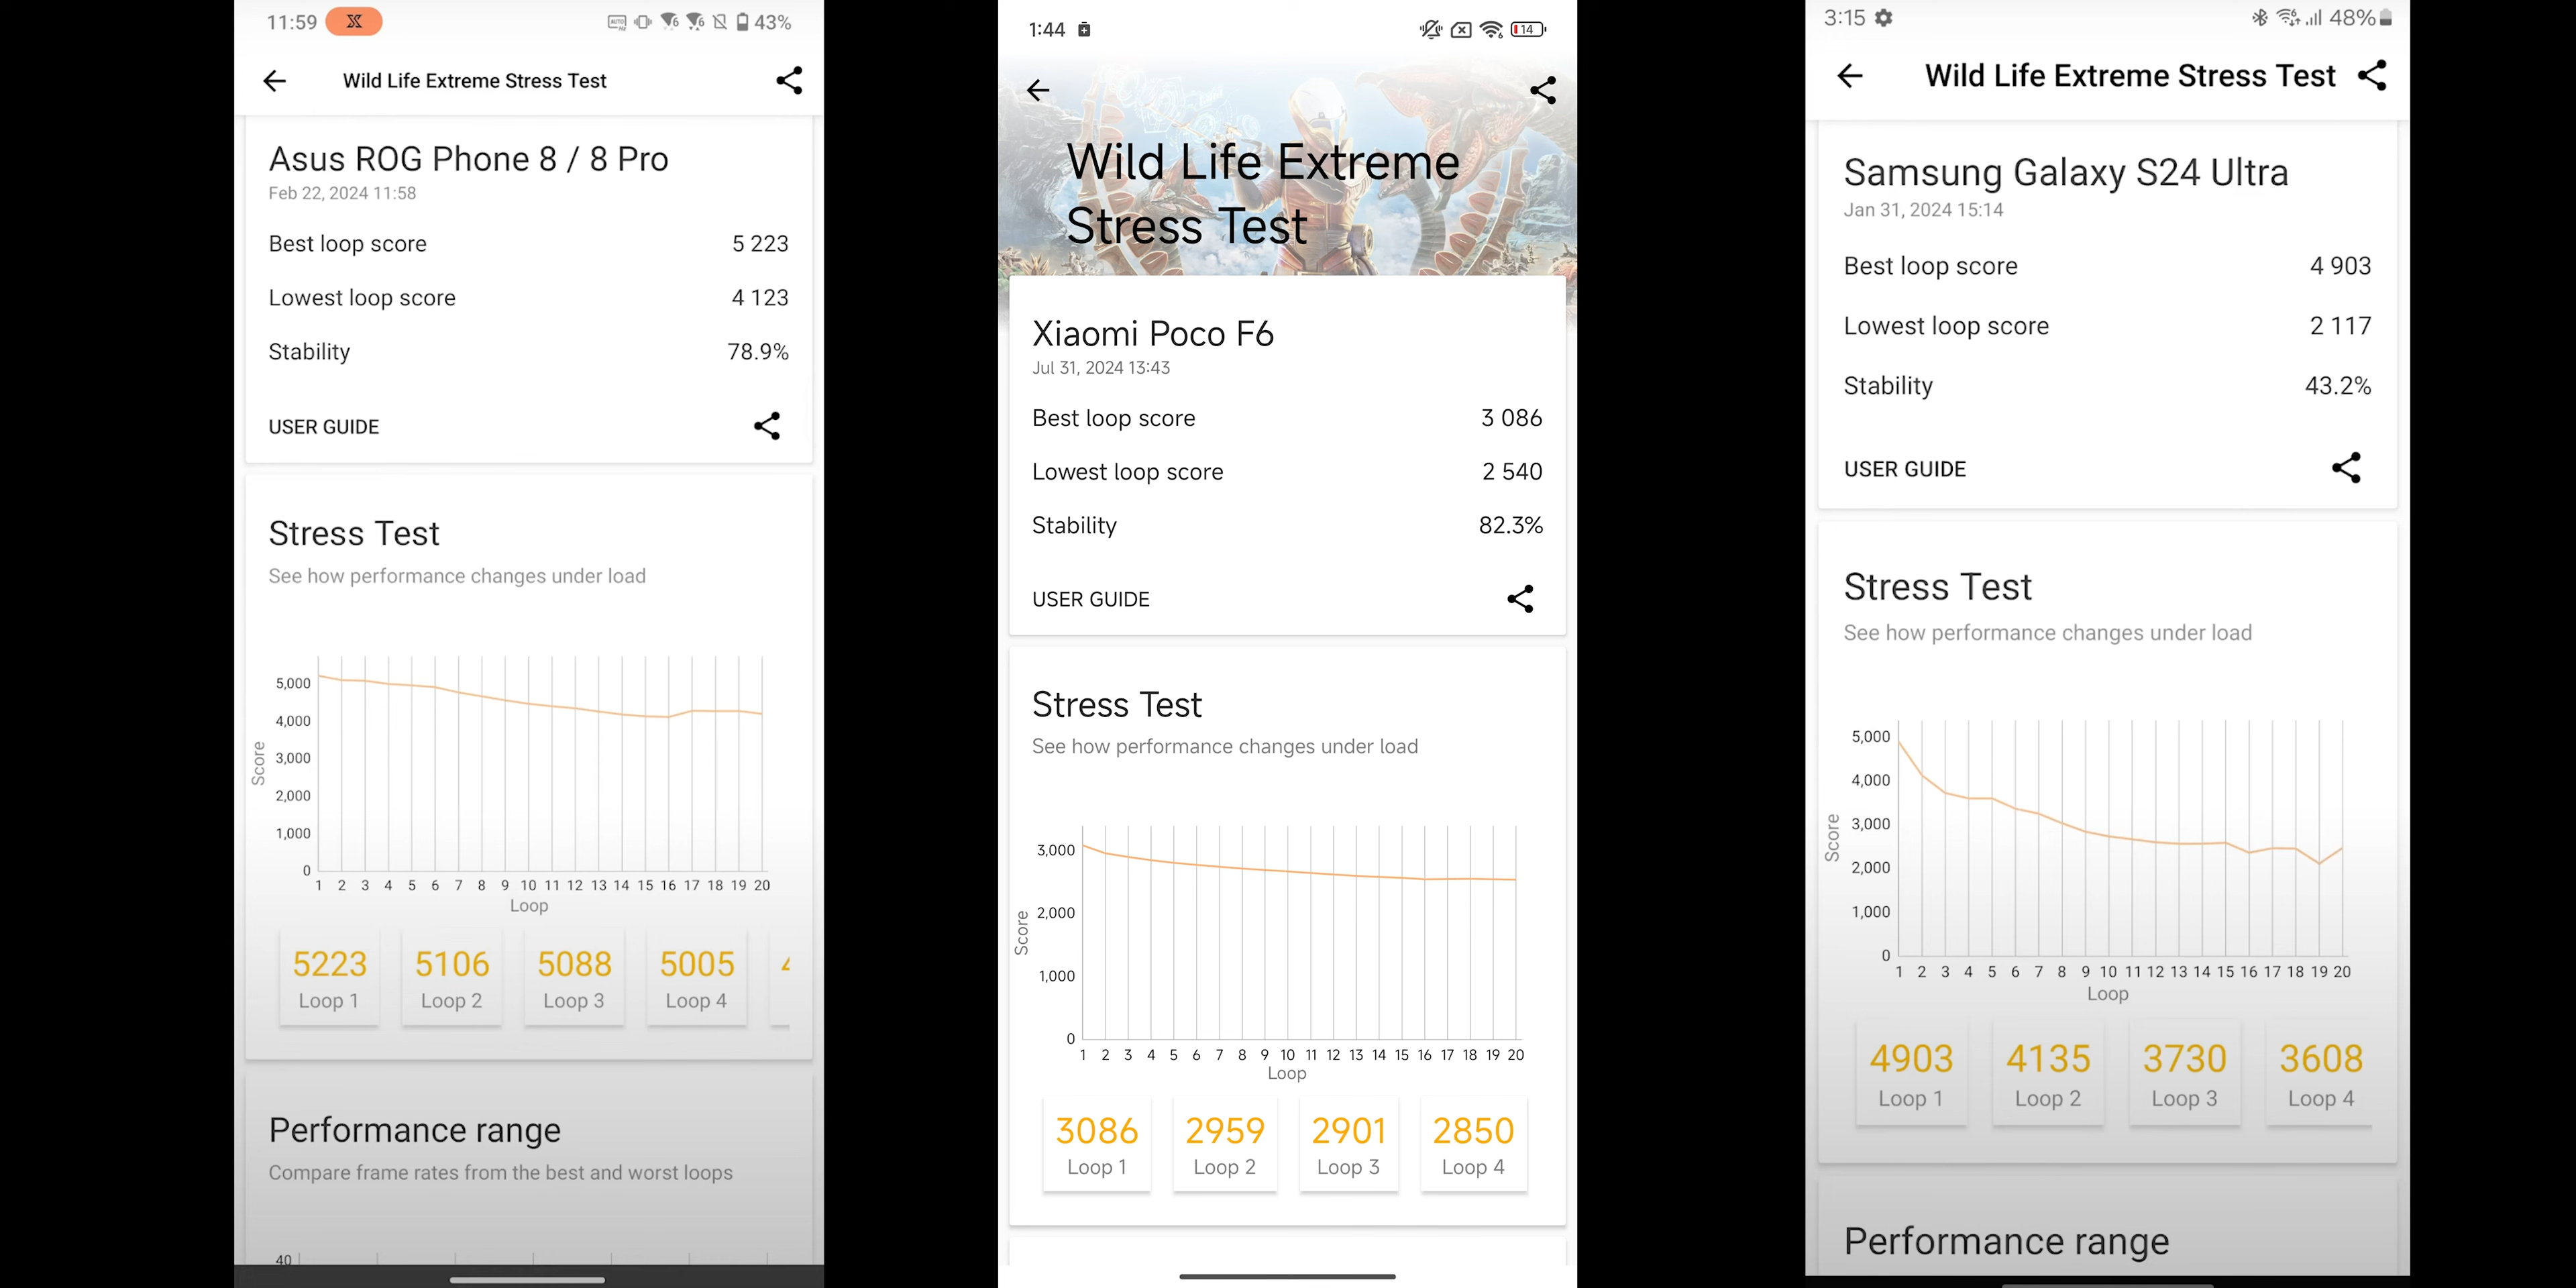 11:59
43%
Wild Life Extreme Stress Test
Asus ROG Phone 8 / 8 Pro
Feb 22, 2024 11:58
Best loop score 5 223
Lowest loop score 4 123
Stability 78.9%
USER GUIDE
Stress Test
See how performance changes under load
Score
5,000
4,000
3,000
2,000
1,000
0
1 2 3 4 5 6 7 8 9 10 11 12 13 14 15 16 17 18 19 20
Loop
5223 5106 5088 5005 4
Loop 1 Loop 2 Loop 3 Loop 4
Performance range
Compare frame rates from the best and worst loops
40
1:44
14
Wild Life Extreme
Stress Test
Xiaomi Poco F6
Jul 31, 2024 13:43
Best loop score 3 086
Lowest loop score 2 540
Stability 82.3%
USER GUIDE
Stress Test
See how performance changes under load
Score
3,000
2,000
1,000
0
1 2 3 4 5 6 7 8 9 10 11 12 13 14 15 16 17 18 19 20
Loop
3086 2959 2901 2850
Loop 1 Loop 2 Loop 3 Loop 4
3:15
48%
Wild Life Extreme Stress Test
Samsung Galaxy S24 Ultra
Jan 31, 2024 15:14
Best loop score 4 903
Lowest loop score 2 117
Stability 43.2%
USER GUIDE
Stress Test
See how performance changes under load
Score
5,000
4,000
3,000
2,000
1,000
0
1 2 3 4 5 6 7 8 9 10 11 12 13 14 15 16 17 18 19 20
Loop
4903 4135 3730 3608
Loop 1 Loop 2 Loop 3 Loop 4
Performance range